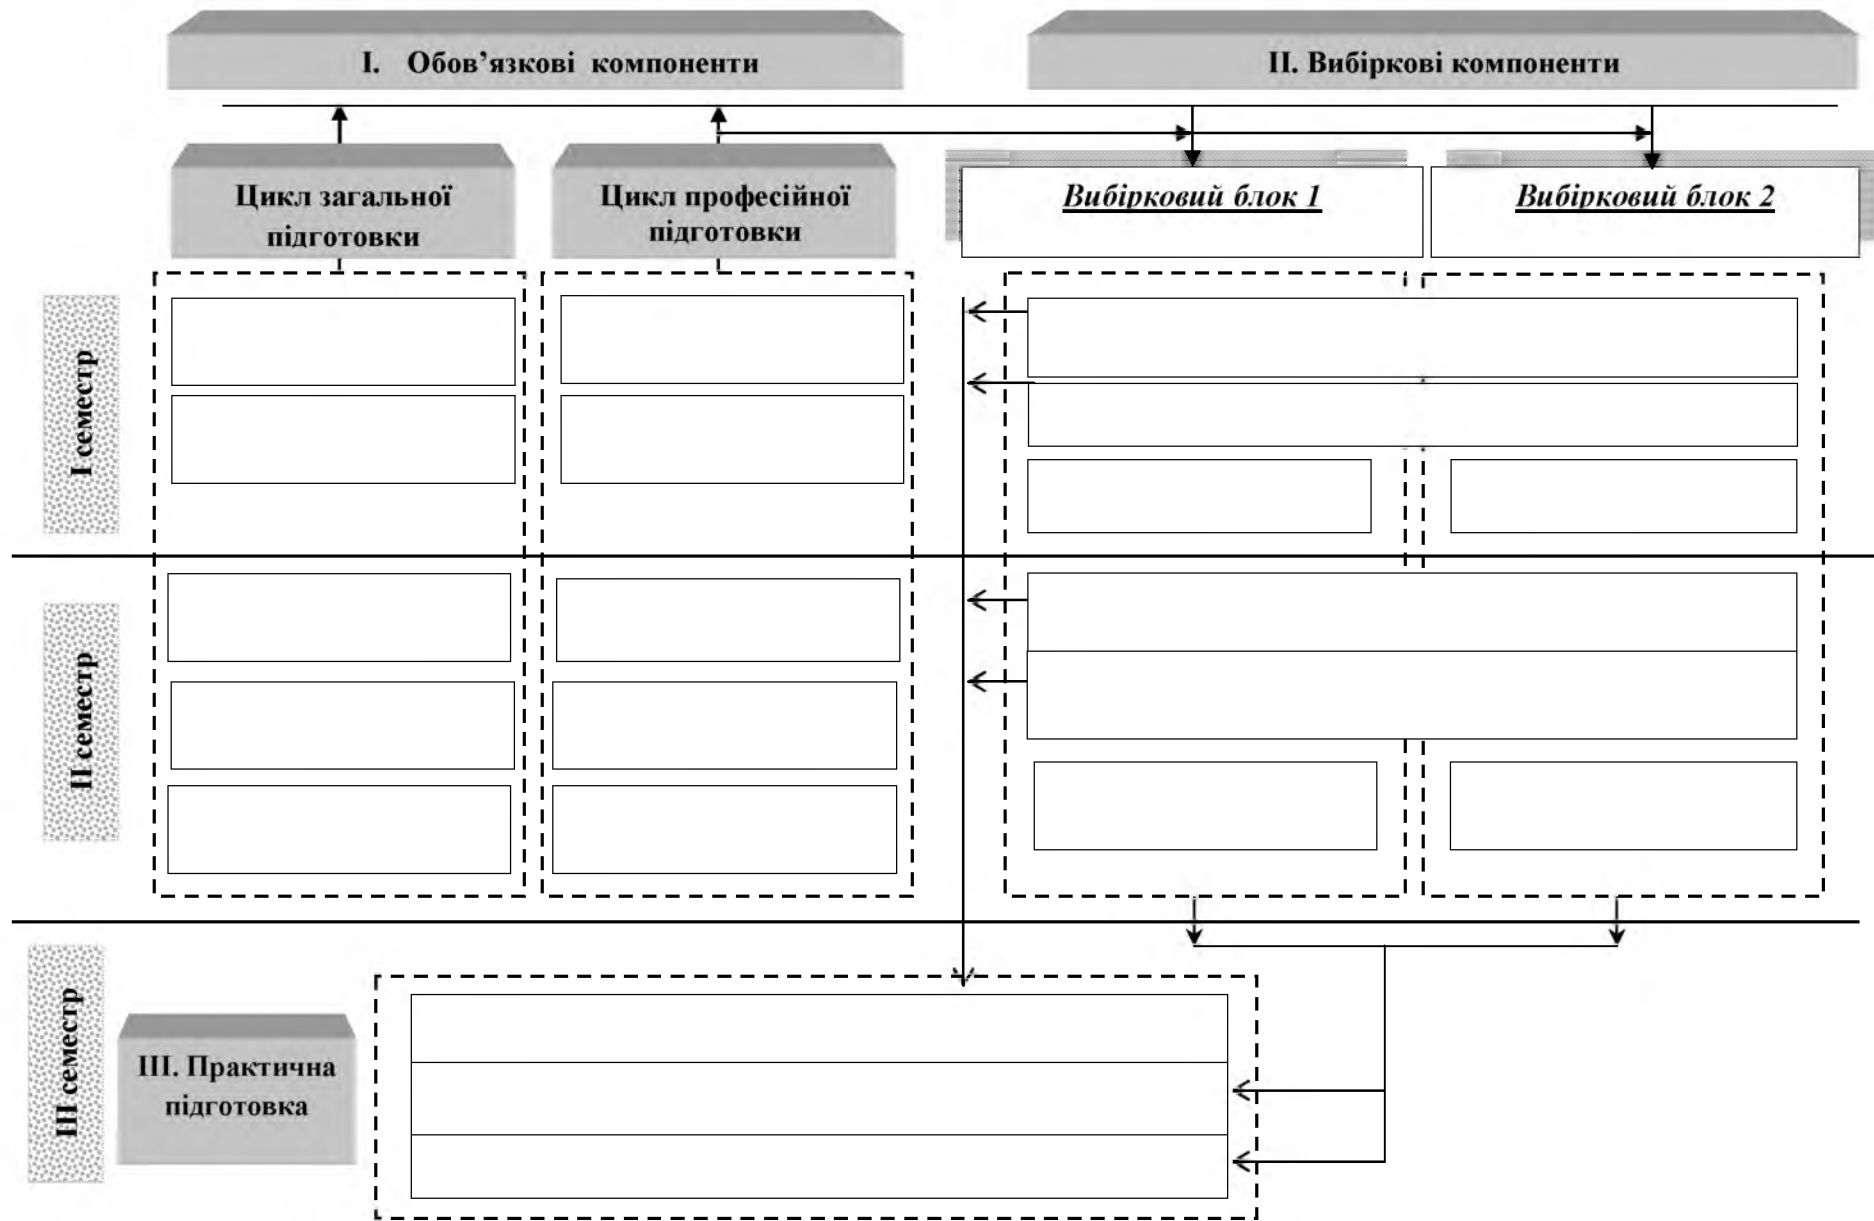 I. Обов’язкові компоненти
II. Вибіркові компоненти
Цикл загальної
підготовки
Цикл професійної
підготовки
Вибірковий блок 1
Вибірковий блок 2
I семестр
II семестр
III семестр
III. Практична
підготовка